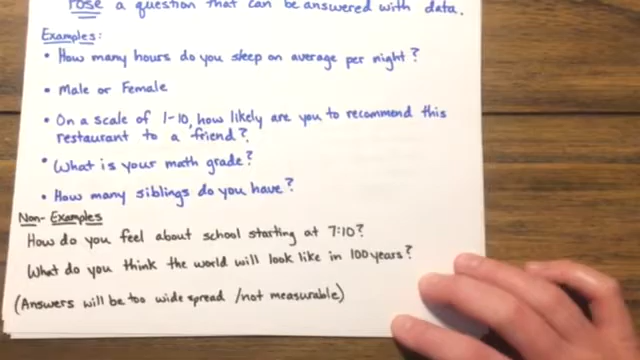 Pose a question that can be answered with data.
Examples:
• How many hours do you sleep on average per night?
• Male or Female
• On a scale of 1-10, how likely are you to recommend this
restaurant to a friend?
• What is your math grade?
• How many siblings do you have?
Non-Examples
How do you feel about school starting at 7:10?
What do you think the world will look like in 100 years?
(Answers will be too wide spread /not measurable)